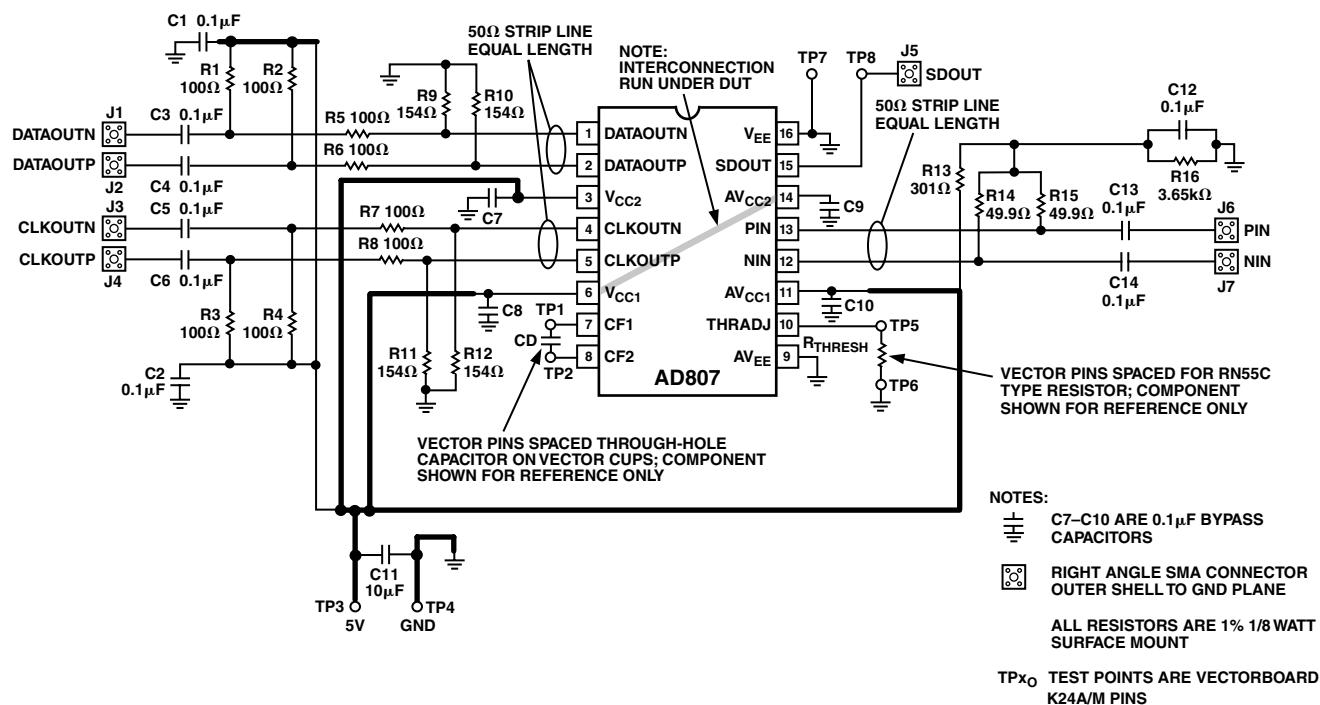 C1 0.1µF
R1
100Ω
R2
100Ω
50Ω STRIP LINE
EQUAL LENGTH
NOTE:
INTERCONNECTION
RUN UNDER DUT
TP7
TP8
J5
SDOUT
R9
154Ω
R10
154Ω
50Ω STRIP LINE
EQUAL LENGTH
C12
0.1µF
R16
3.65kΩ
J1
DATAOUTN
C3 0.1µF
R5 100Ω
DATAOUTP
J2
C4 0.1µF
R6 100Ω
J3
CLKOUTN
C5 0.1µF
R7 100Ω
CLKOUTP
J4
C6 0.1µF
R8 100Ω
C7
C8
R3
100Ω
R4
100Ω
C2
0.1µF
R11
154Ω
R12
154Ω
TP1
CD
TP2
1 DATAOUTN
2 DATAOUTP
3 VCC2
4 CLKOUTN
5 CLKOUTP
6 VCC1
7 CF1
8 CF2
VEE 16
SDOUT 15
AVCC2 14
PIN 13
NIN 12
AVCC1 11
THRADJ 10
AVEE 9
AD807
C9
C10
R13
301Ω
R14
49.9Ω
R15
49.9Ω
C13
0.1µF
J6
PIN
C14
0.1µF
NIN
J7
TP5
RTHRESH
TP6
VECTOR PINS SPACED FOR RN55C
TYPE RESISTOR; COMPONENT
SHOWN FOR REFERENCE ONLY
VECTOR PINS SPACED THROUGH-HOLE
CAPACITOR ON VECTOR CUPS; COMPONENT
SHOWN FOR REFERENCE ONLY
C11
10µF
TP3
5V
TP4
GND
NOTES:
C7–C10 ARE 0.1µF BYPASS
CAPACITORS
RIGHT ANGLE SMA CONNECTOR
OUTER SHELL TO GND PLANE
ALL RESISTORS ARE 1% 1/8 WATT
SURFACE MOUNT
TPxO TEST POINTS ARE VECTORBOARD
K24A/M PINS